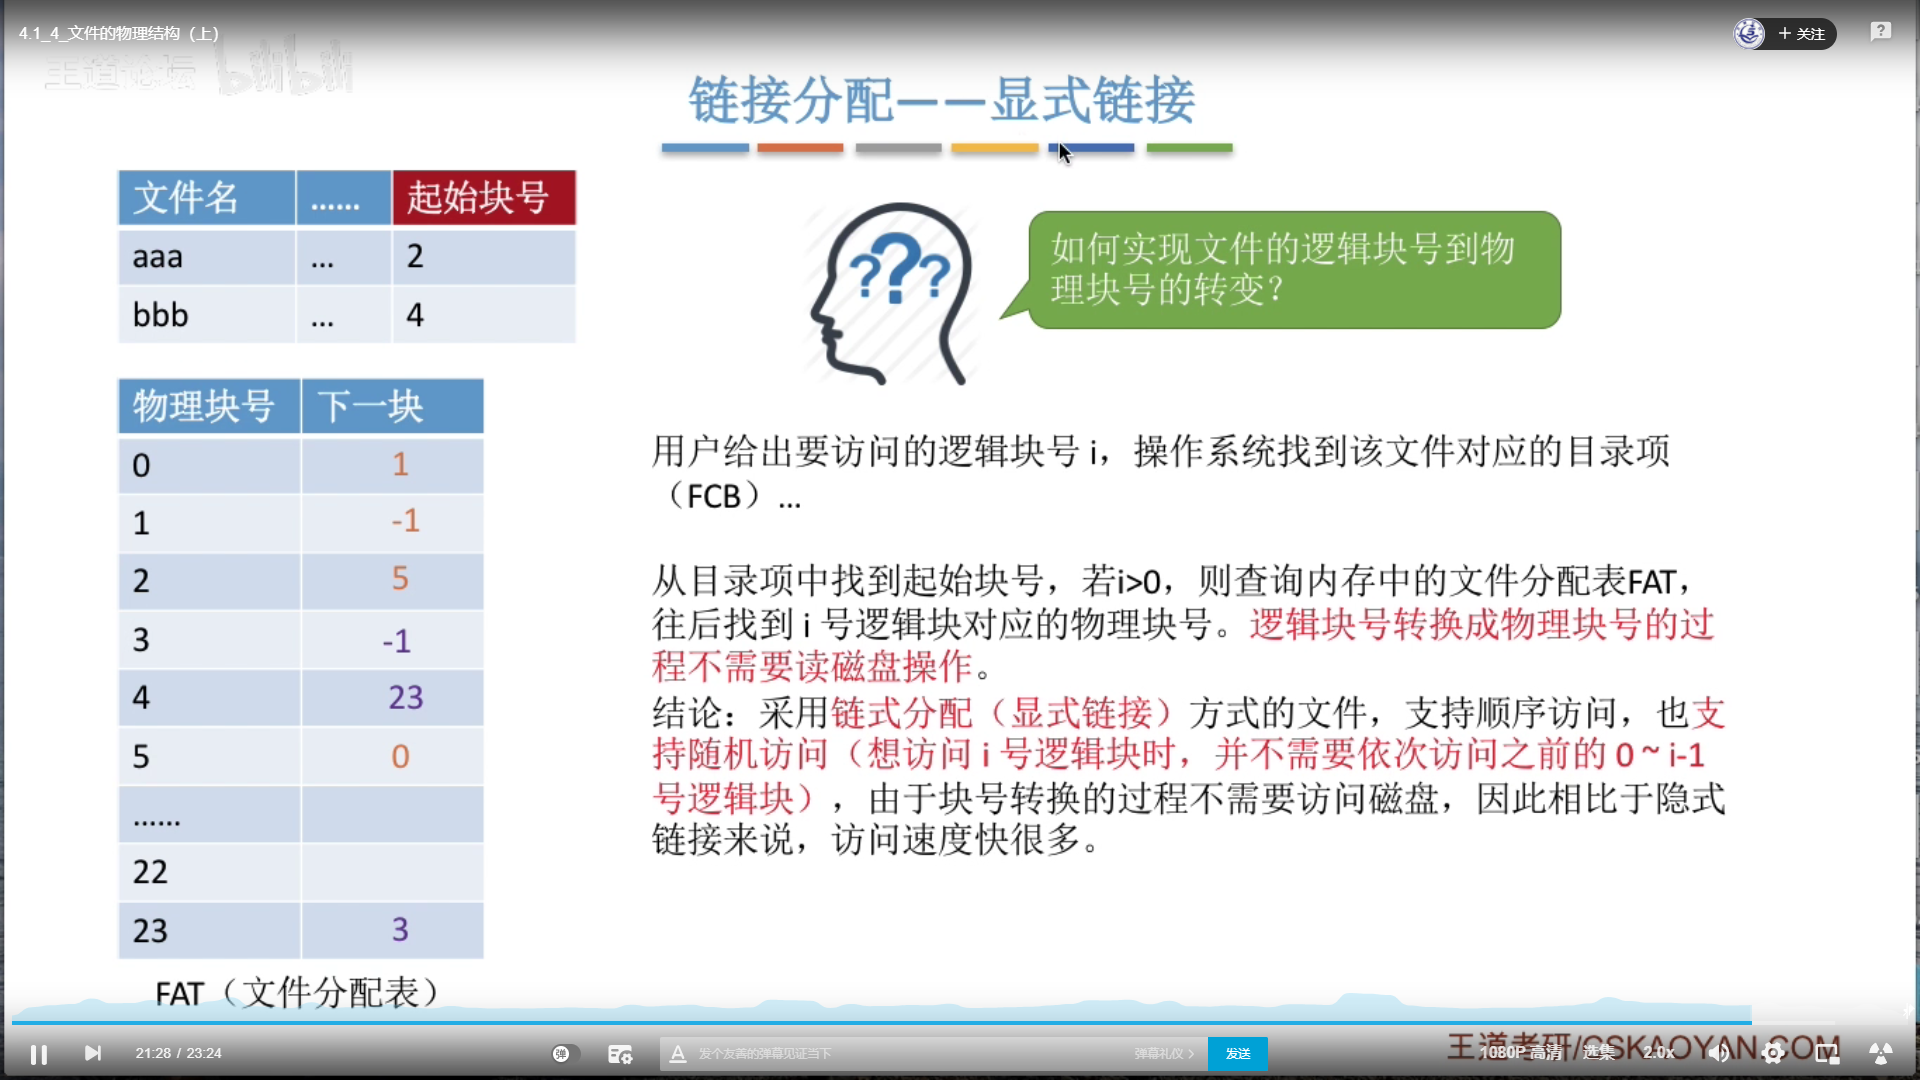 4.1_4_文件的物理结构（上）
＋ 关注
王道论坛 bilibili
链接分配——显式链接
文件名 …… 起始块号
aaa … 2
bbb … 4
如何实现文件的逻辑块号到物
理块号的转变？
物理块号 下一块
0 1
1 -1
2 5
3 -1
4 23
5 0
……
22
23 3
FAT（文件分配表）
用户给出要访问的逻辑块号 i，操作系统找到该文件对应的目录项
（FCB）…
从目录项中找到起始块号，若i>0，则查询内存中的文件分配表FAT，
往后找到 i 号逻辑块对应的物理块号。逻辑块号转换成物理块号的过
程不需要读磁盘操作。
结论：采用链式分配（显式链接）方式的文件，支持顺序访问，也支
持随机访问（想访问 i 号逻辑块时，并不需要依次访问之前的 0 ~ i-1
号逻辑块），由于块号转换的过程不需要访问磁盘，因此相比于隐式
链接来说，访问速度快很多。
王道考研/CSKAOYAN.COM
21:28 / 23:24
弹
A 发个友善的弹幕见证当下
弹幕礼仪 >
发送
1080P 高清
选集
2.0x